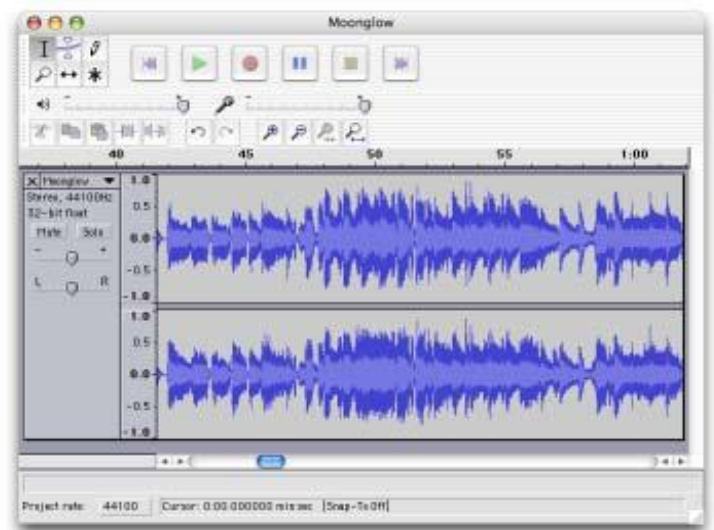 Moonglow
40 45 50 55 1:00
X Moonglow
Stereo, 44100Hz
32-bit float
Mute Solo
- +
L R
1.0
0.5
0.0
-0.5
-1.0
1.0
0.5
0.0
-0.5
-1.0
Project rate: 44100 Cursor: 0:00.000000 min:sec [Snap-To Off]